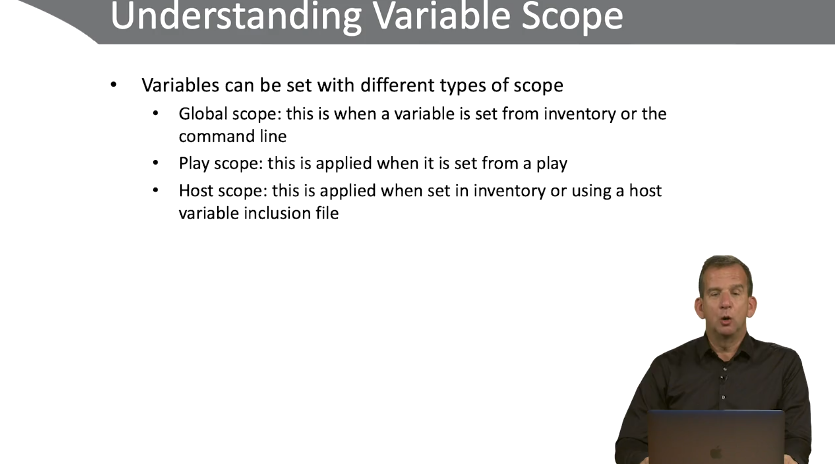 Understanding Variable Scope
• Variables can be set with different types of scope
• Global scope: this is when a variable is set from inventory or the
command line
• Play scope: this is applied when it is set from a play
• Host scope: this is applied when set in inventory or using a host
variable inclusion file